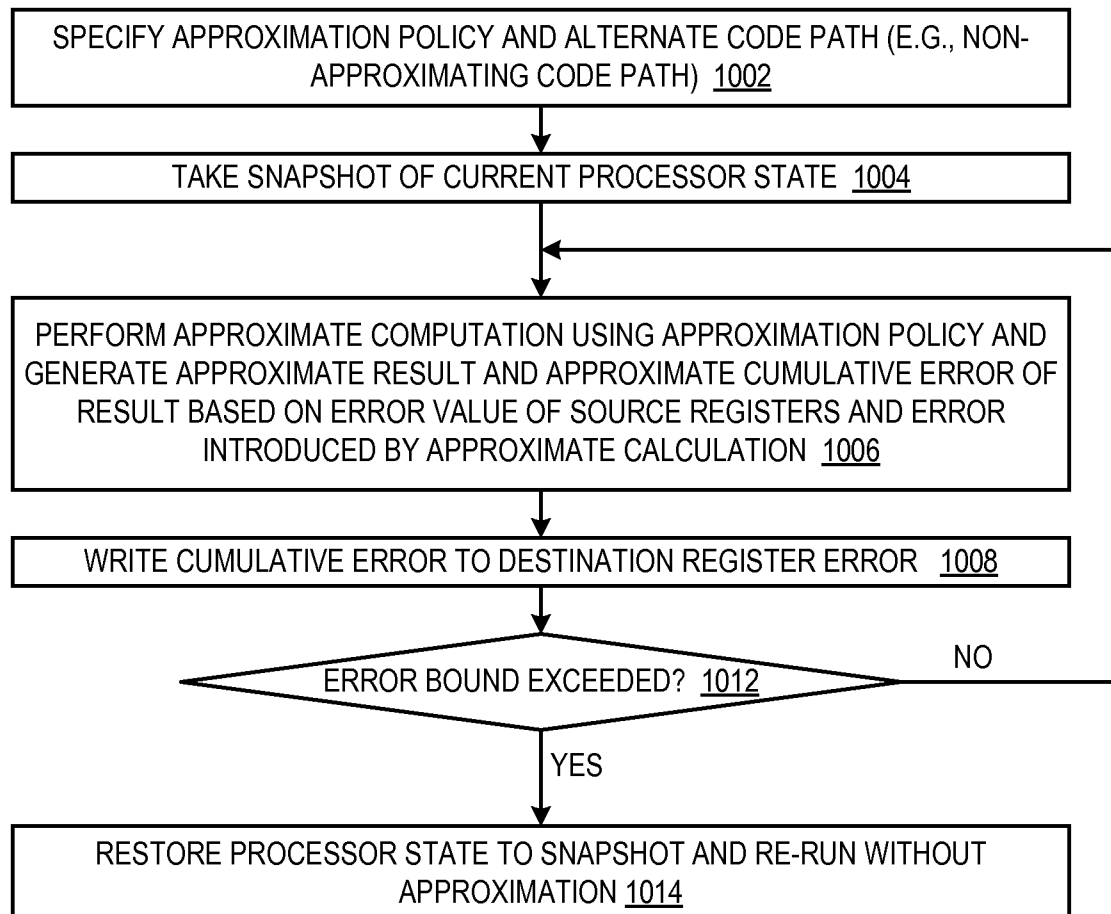 SPECIFY APPROXIMATION POLICY AND ALTERNATE CODE PATH (E.G., NON-
APPROXIMATING CODE PATH) 1002
TAKE SNAPSHOT OF CURRENT PROCESSOR STATE 1004
PERFORM APPROXIMATE COMPUTATION USING APPROXIMATION POLICY AND
GENERATE APPROXIMATE RESULT AND APPROXIMATE CUMULATIVE ERROR OF
RESULT BASED ON ERROR VALUE OF SOURCE REGISTERS AND ERROR
INTRODUCED BY APPROXIMATE CALCULATION 1006
WRITE CUMULATIVE ERROR TO DESTINATION REGISTER ERROR 1008
ERROR BOUND EXCEEDED? 1012
NO
YES
RESTORE PROCESSOR STATE TO SNAPSHOT AND RE-RUN WITHOUT
APPROXIMATION 1014